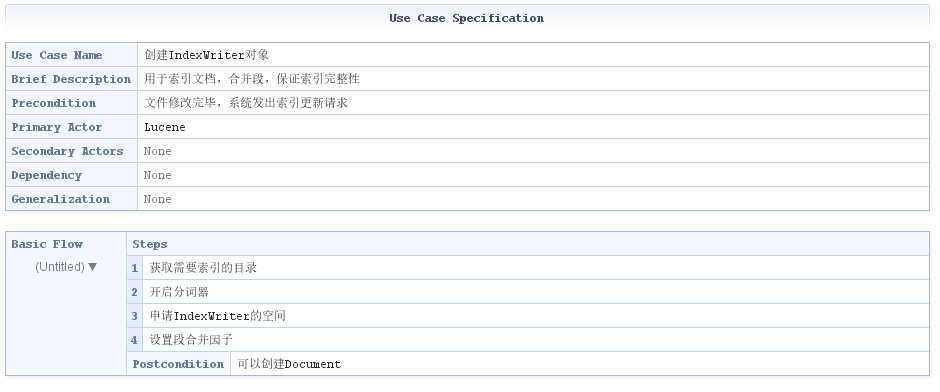 Use Case Specification
Use Case Name 创建IndexWriter对象
Brief Description 用于索引文档，合并段，保证索引完整性
Precondition 文件修改完毕，系统发出索引更新请求
Primary Actor Lucene
Secondary Actors None
Dependency None
Generalization None
Basic Flow Steps
(Untitled) ▼ 1 获取需要索引的目录
2 开启分词器
3 申请IndexWriter的空间
4 设置段合并因子
Postcondition 可以创建Document